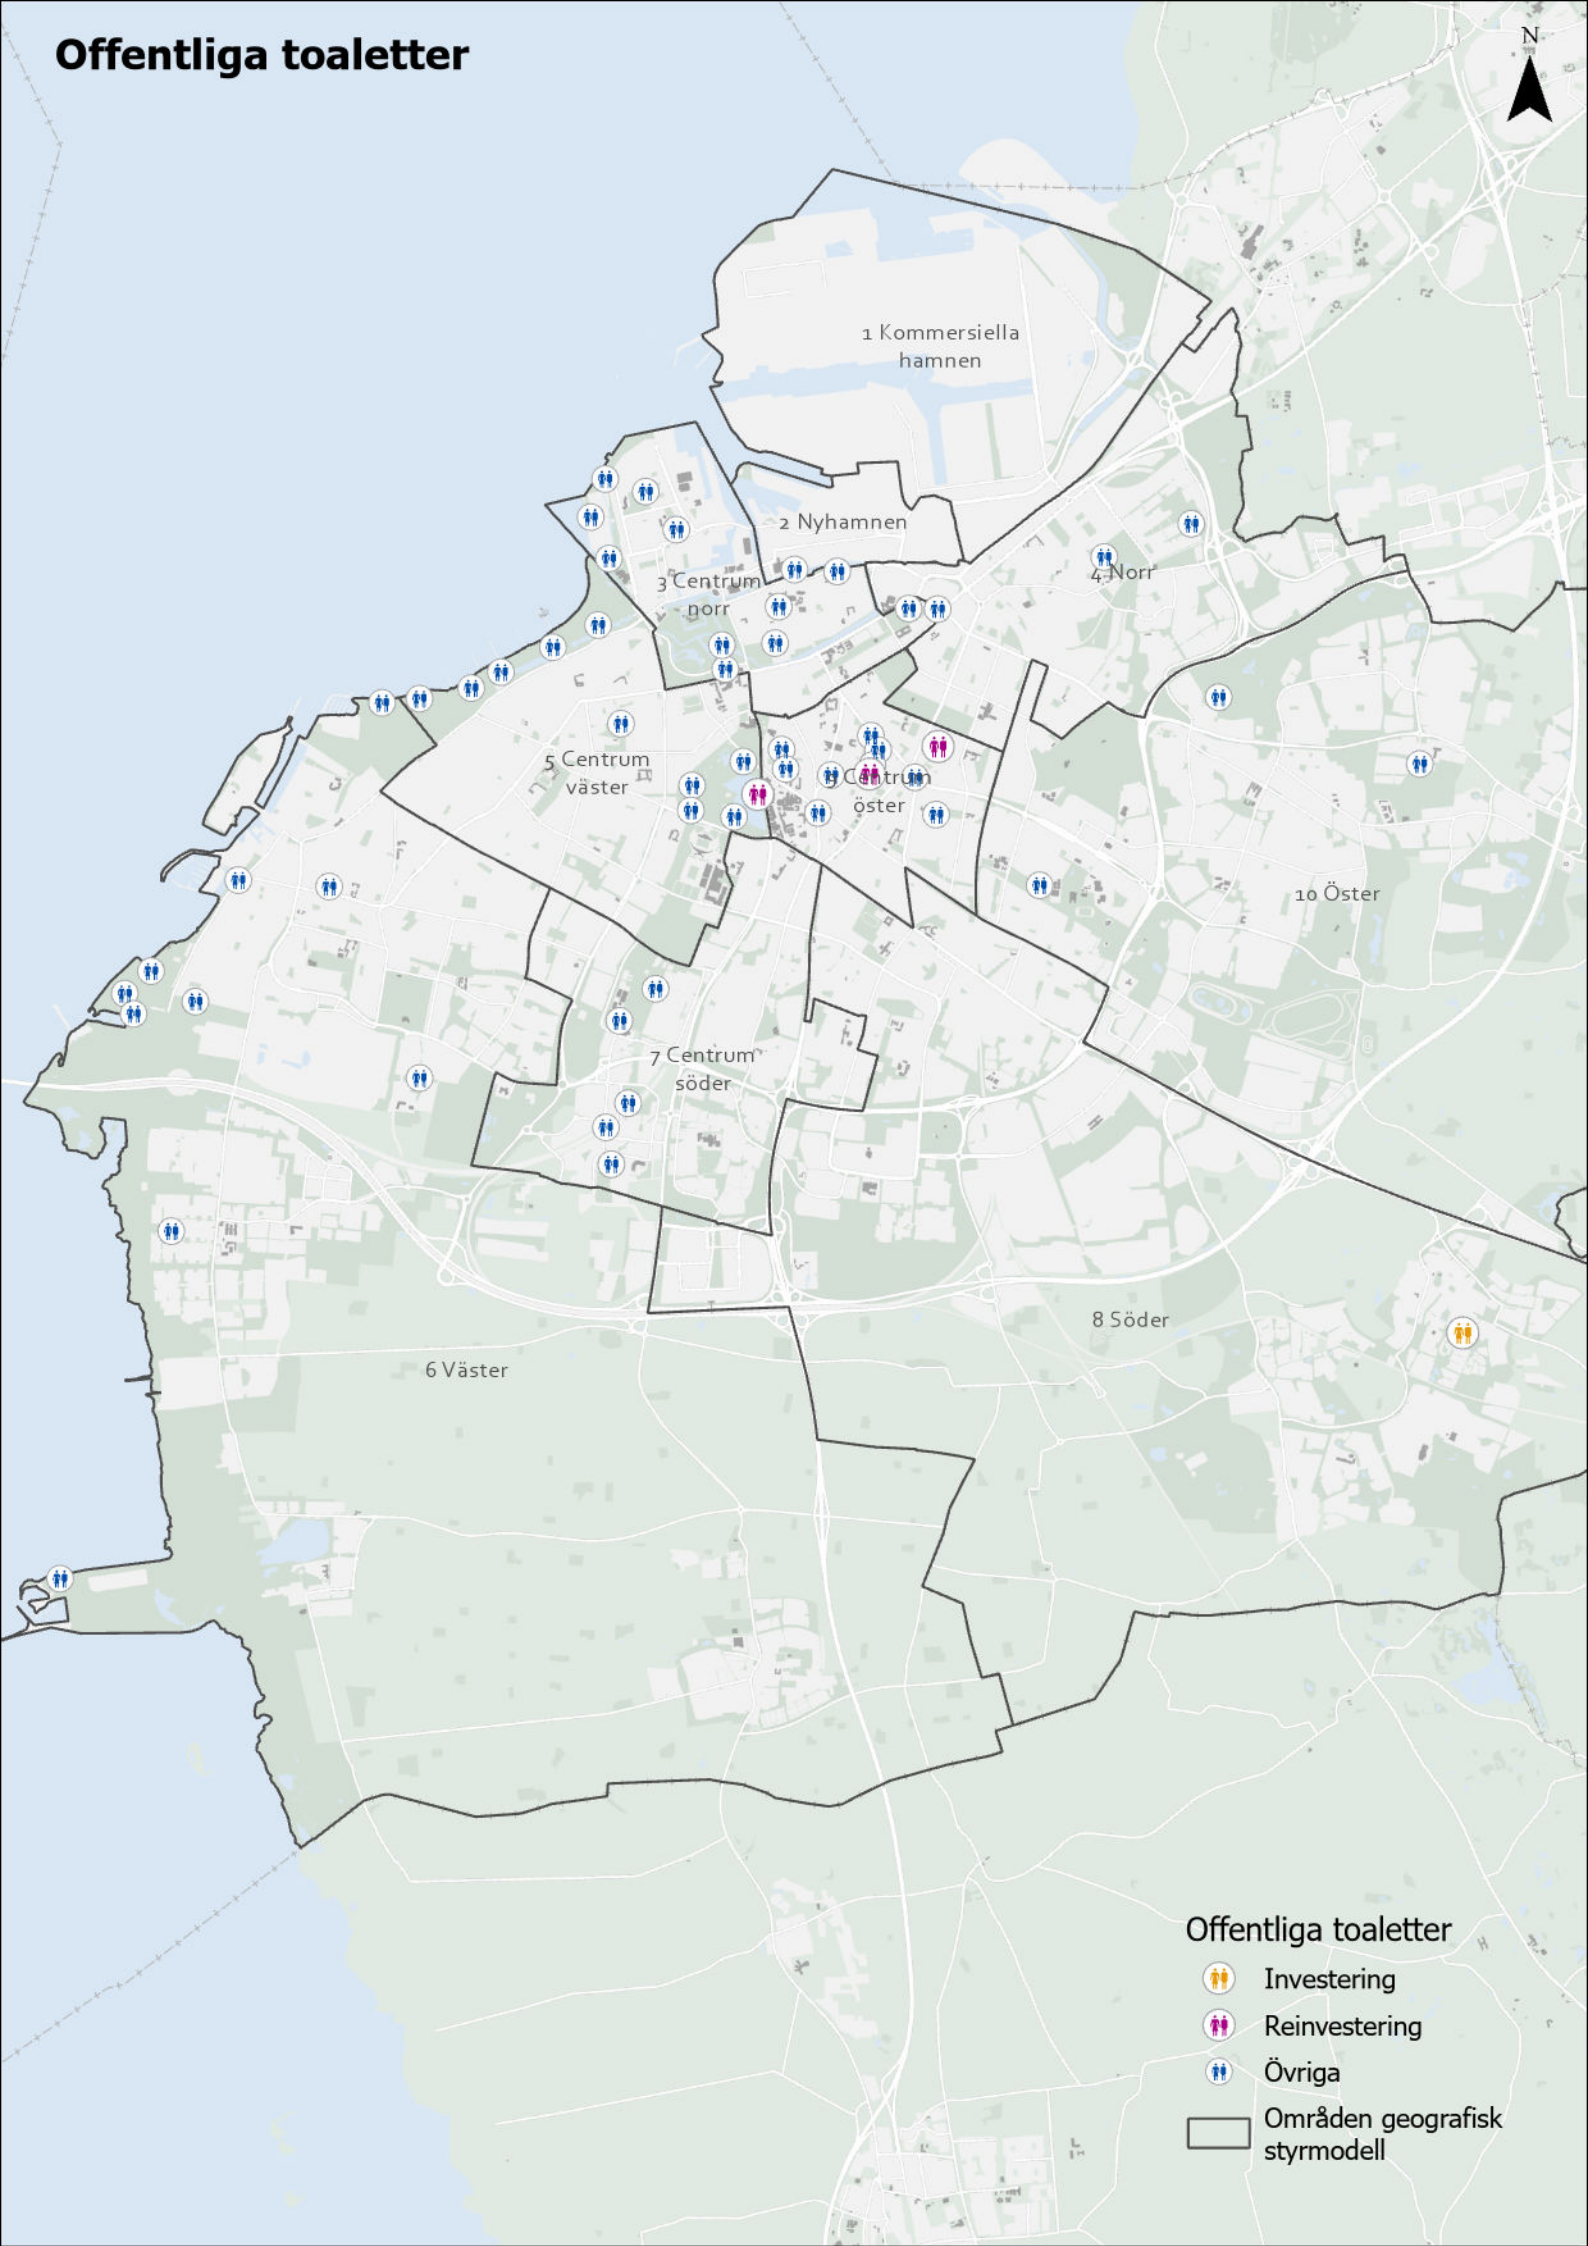 Offentliga toaletter
N
1 Kommersiella
hamnen
2 Nyhamnen
3 Centrum
norr
4 Norr
5 Centrum
väster
9 Centrum
öster
10 Öster
7 Centrum
söder
8 Söder
6 Väster
Offentliga toaletter
Investering
Reinvestering
Övriga
Områden geografisk
styrmodell